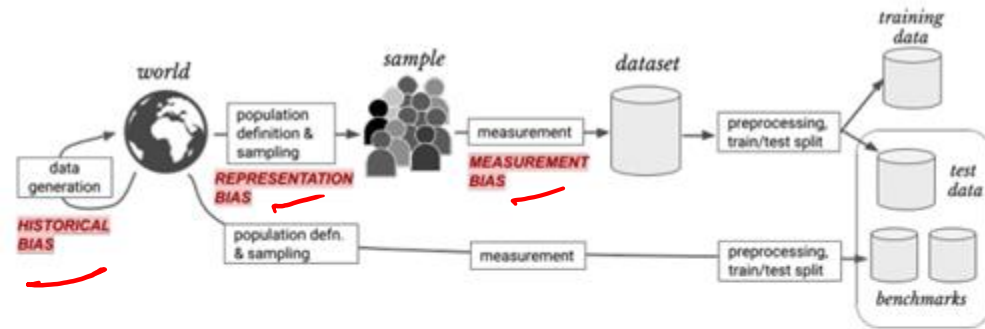 training
data
sample
world
dataset
population
definition &
sampling
measurement
preprocessing,
train/test split
data
generation
REPRESENTATION
BIAS
MEASUREMENT
BIAS
test
data
HISTORICAL
BIAS
population defn.
& sampling
measurement
preprocessing,
train/test split
benchmarks